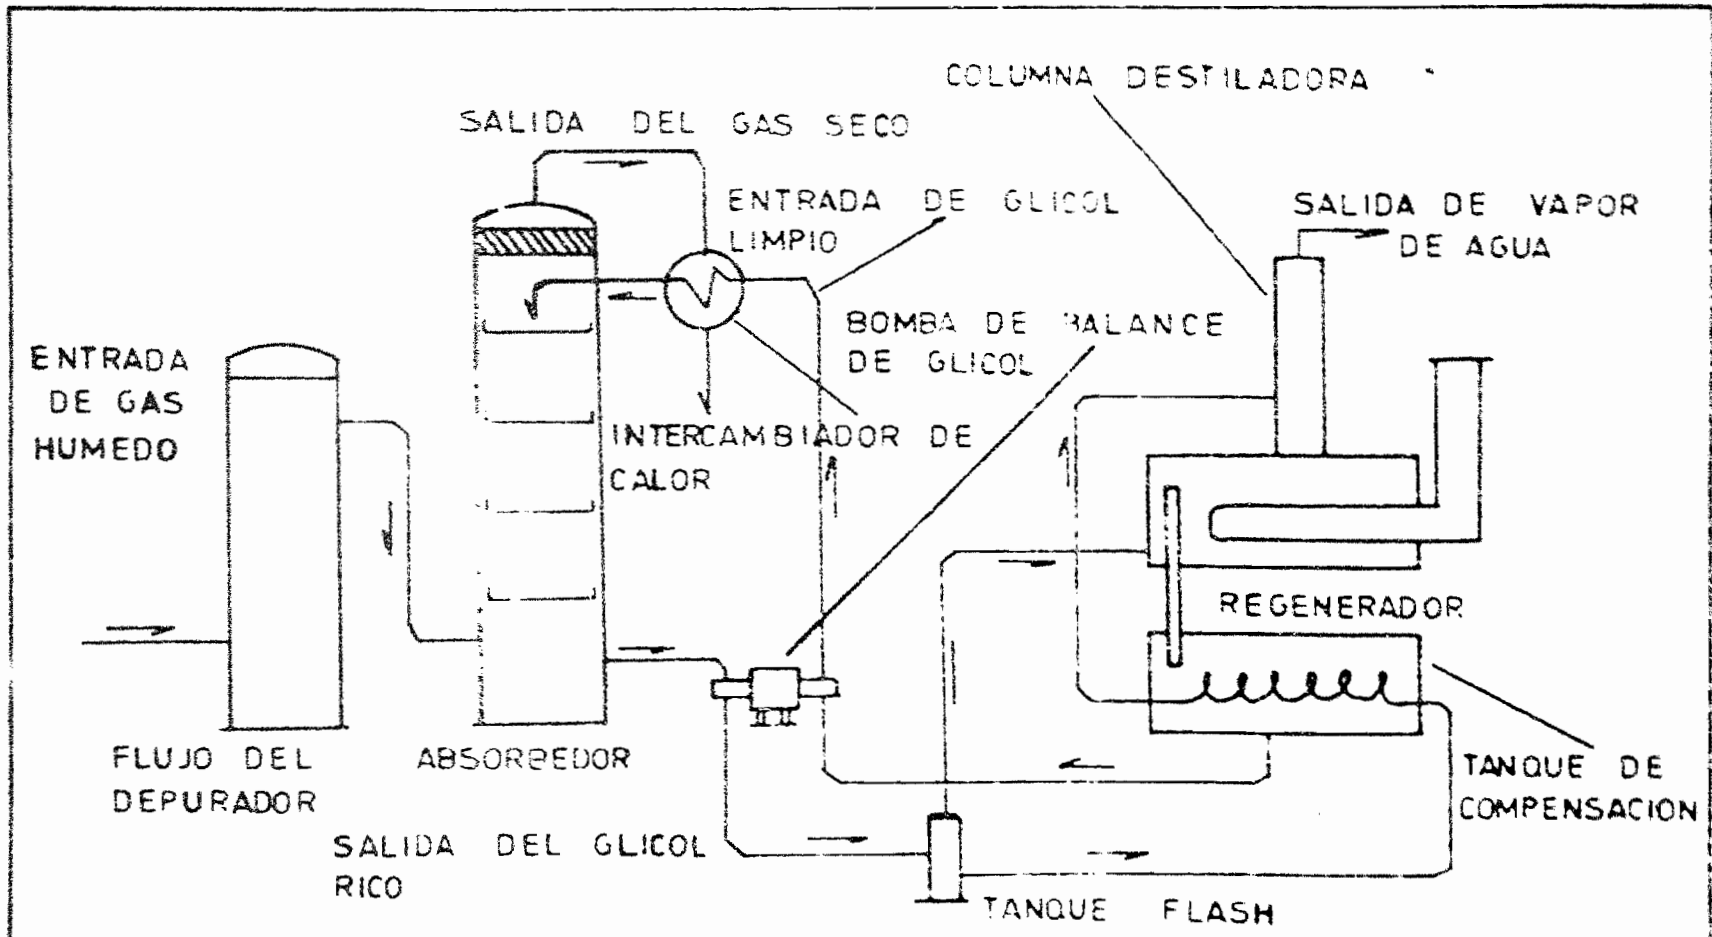 COLUMNA DESTILADORA
SALIDA DEL GAS SECO
ENTRADA DE GLICOL
LIMPIO
SALIDA DE VAPOR
DE AGUA
BOMBA DE BALANCE
DE GLICOL
ENTRADA
DE GAS
HUMEDO
INTERCAMBIADOR DE
CALOR
REGENERADOR
FLUJO DEL
DEPURADOR
ABSORBEDOR
TANQUE DE
COMPENSACION
SALIDA DEL GLICOL
RICO
TANQUE FLASH